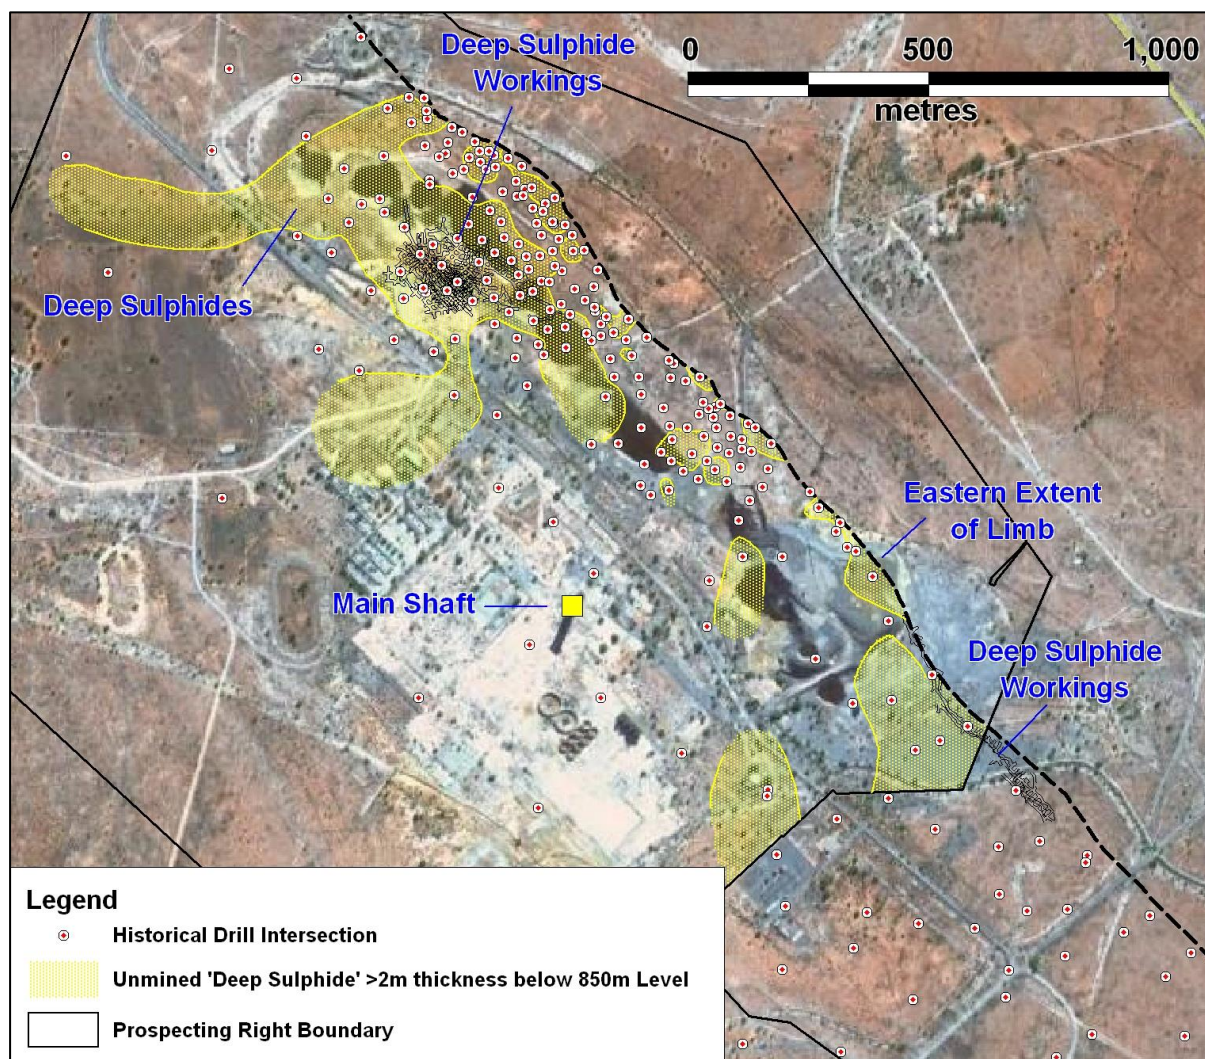 Deep Sulphide
Workings
0 500 1,000
metres
Deep Sulphides
Eastern Extent
of Limb
Main Shaft
Deep Sulphide
Workings
Legend
Historical Drill Intersection
Unmined 'Deep Sulphide' >2m thickness below 850m Level
Prospecting Right Boundary